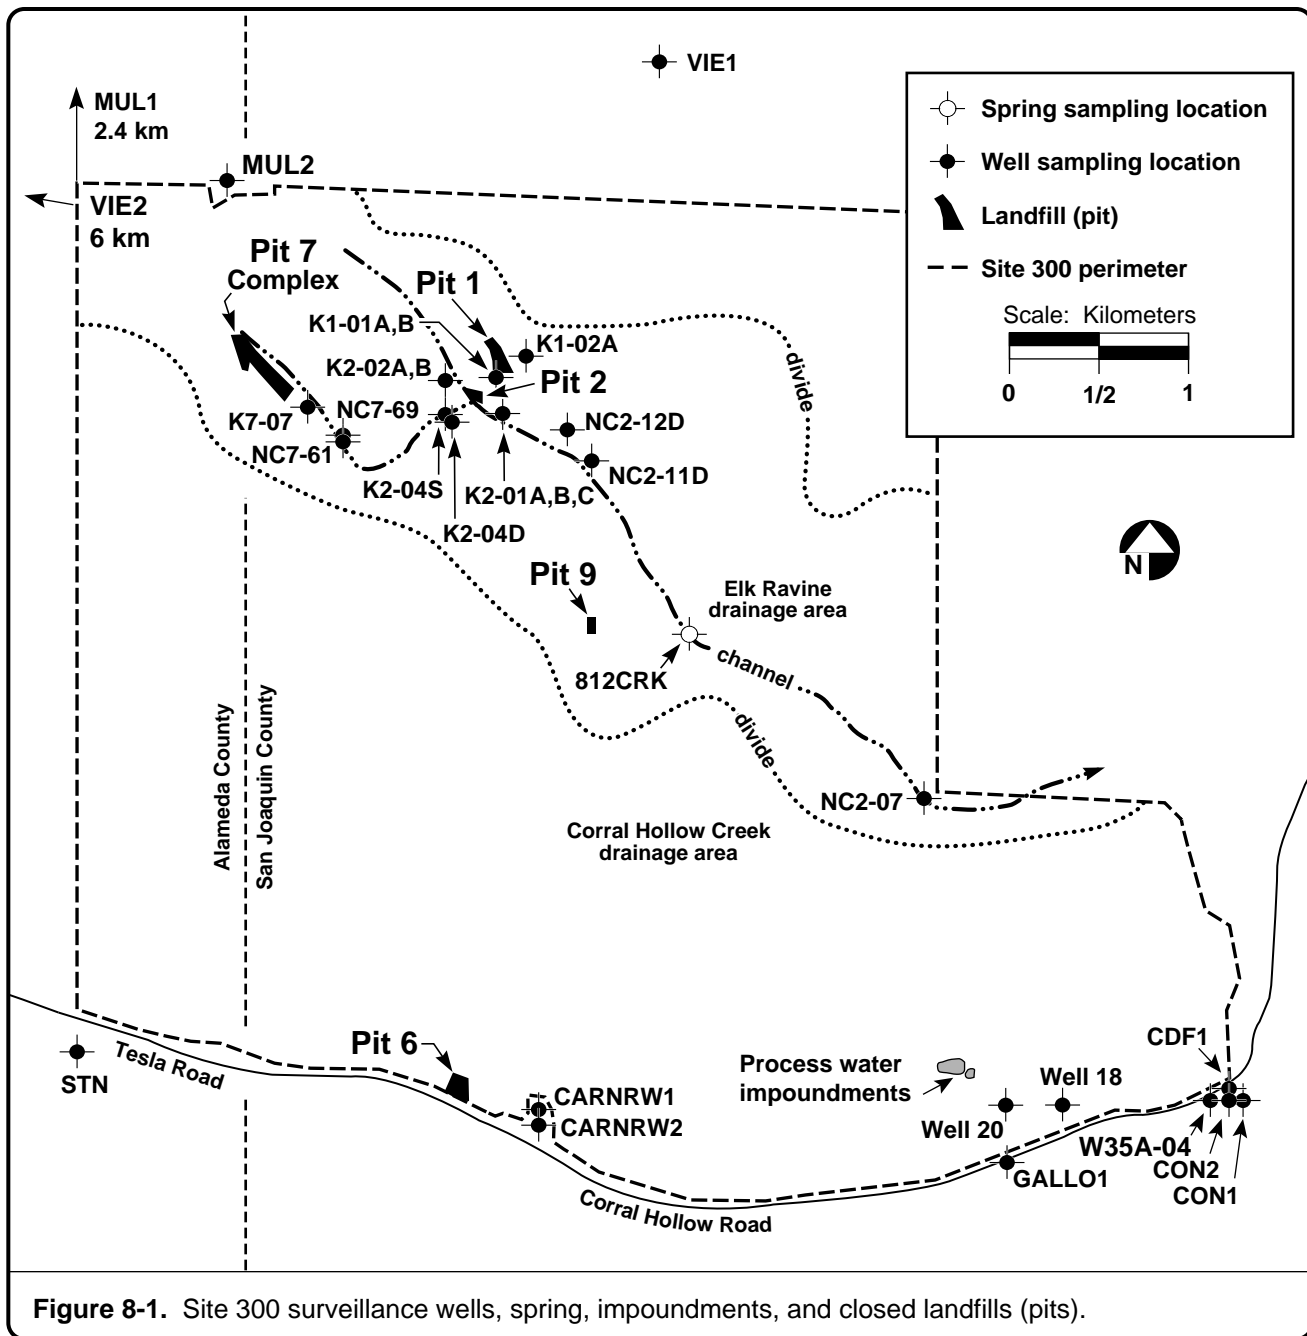 VIE1
MUL1
2.4 km
MUL2
VIE2
6 km
Spring sampling location
Well sampling location
Landfill (pit)
Site 300 perimeter
Scale: Kilometers
0 1/2 1
Pit 7
Complex
Pit 1
K1-01A,B
K1-02A
K2-02A,B
Pit 2
divide
K7-07
NC7-69
NC2-12D
NC7-61
NC2-11D
K2-04S
K2-01A,B,C
K2-04D
N
Pit 9
Elk Ravine
drainage area
812CRK
channel
divide
Alameda County
San Joaquin County
NC2-07
Corral Hollow Creek
drainage area
Pit 6
Process water
impoundments
CDF1
Well 18
STN
Tesla Road
CARNRW1
CARNRW2
Well 20
W35A-04
CON2
CON1
GALLO1
Corral Hollow Road
Figure 8-1. Site 300 surveillance wells, spring, impoundments, and closed landfills (pits).